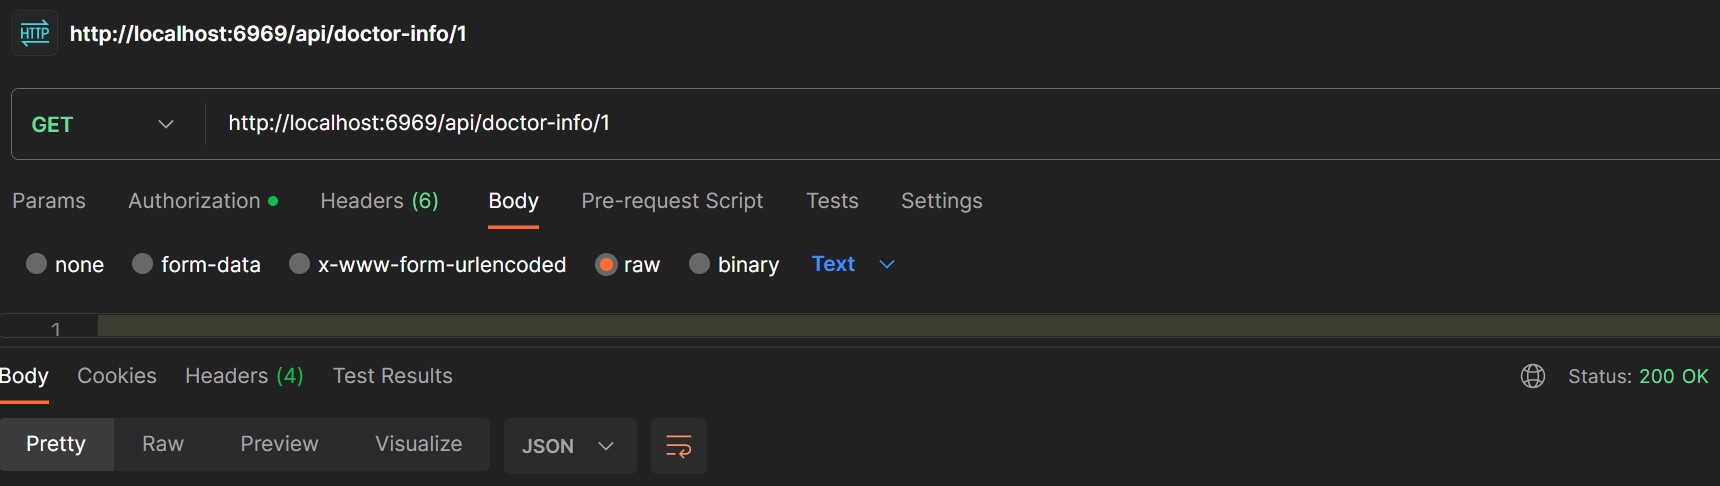 HTTP http://localhost:6969/api/doctor-info/1
GET http://localhost:6969/api/doctor-info/1
Params Authorization Headers (6) Body Pre-request Script Tests Settings
none form-data x-www-form-urlencoded raw binary Text
1
Body Cookies Headers (4) Test Results Status: 200 OK
Pretty Raw Preview Visualize JSON